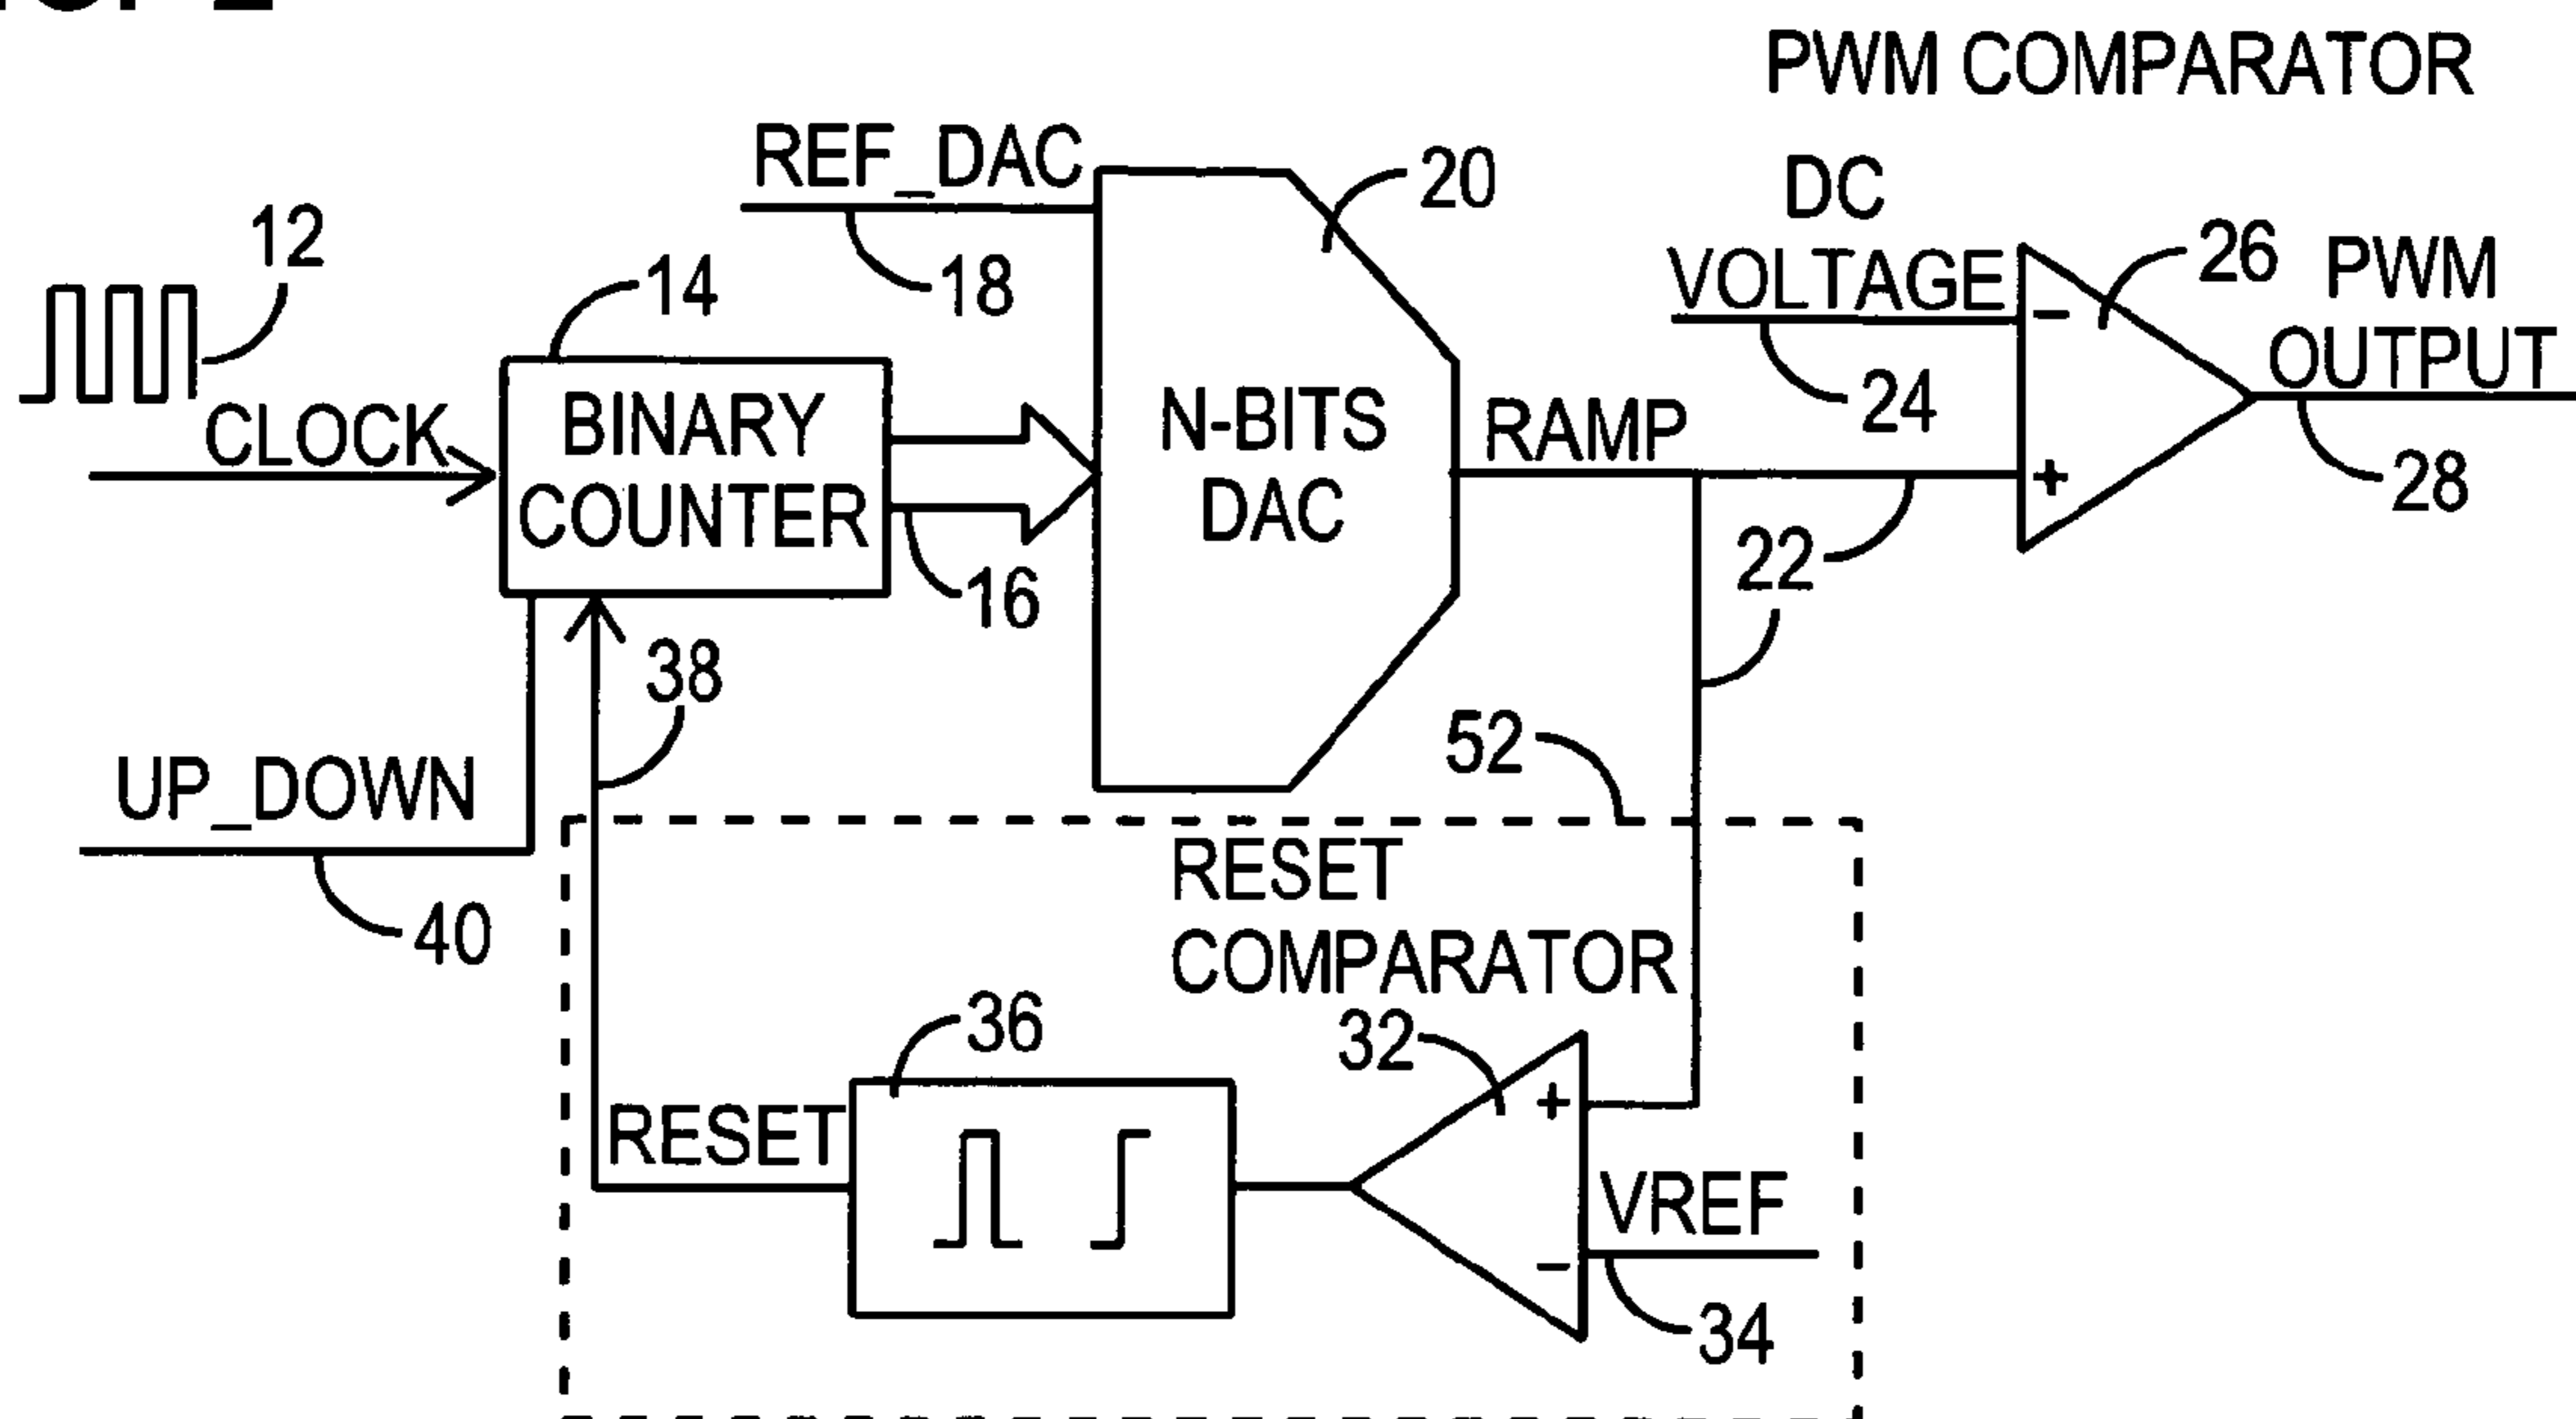 PWM COMPARATOR
REF_DAC
20
DC
VOLTAGE
12
18
14
26
PWM
OUTPUT
CLOCK
BINARY
COUNTER
N-BITS
DAC
RAMP
24
-
+
28
16
22
38
52
UP_DOWN
40
RESET
COMPARATOR
36
32
+
RESET
VREF
-
34